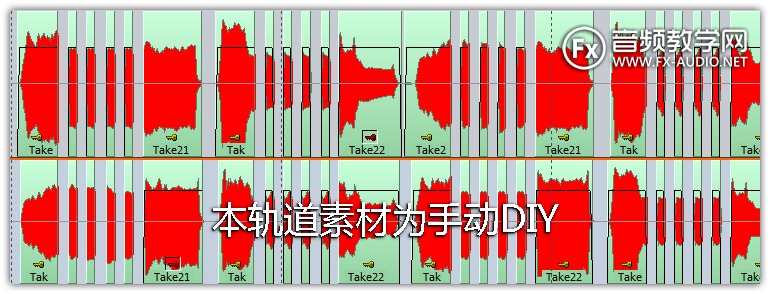 Fx 音频教学网
WWW.FX-AUDIO.NET
Take Take21 Tak Take22 Take2 Take21 Tak Take
本轨道素材为手动DIY
Tak Take21 Tak Take22 Tak Take22 Take Take